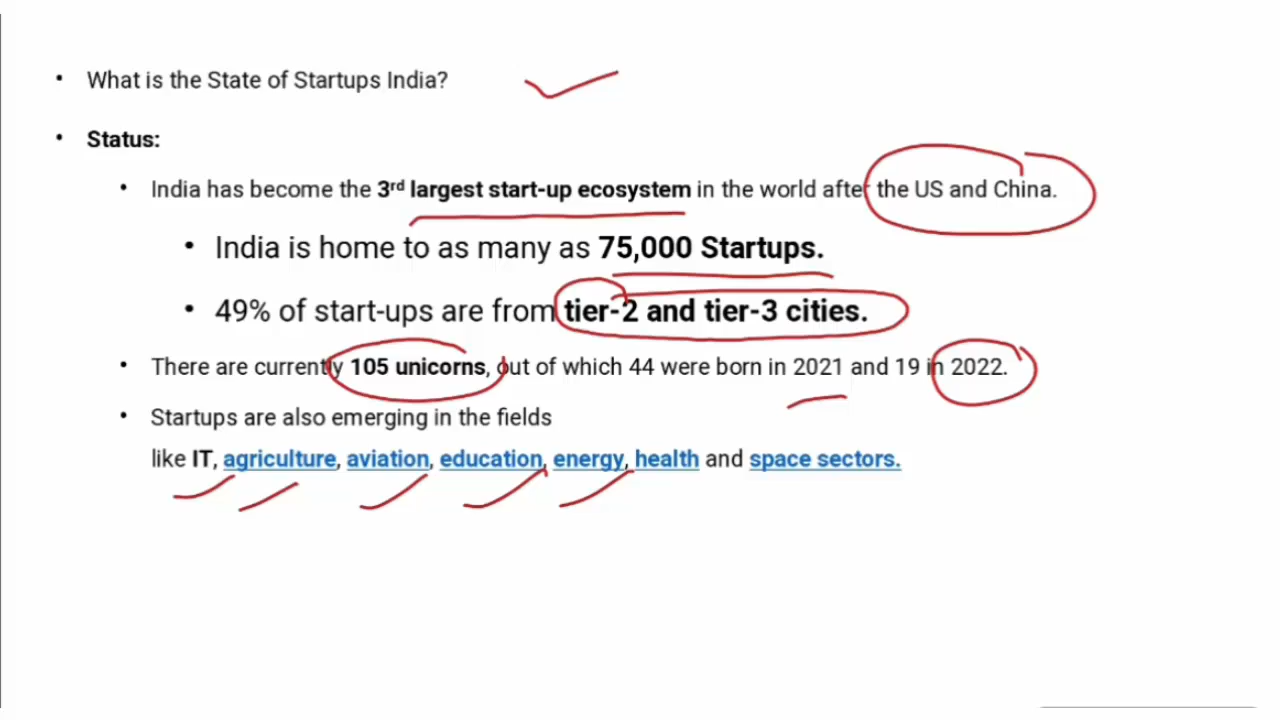 • What is the State of Startups India?
• Status:
• India has become the 3rd largest start-up ecosystem in the world after the US and China.
• India is home to as many as 75,000 Startups.
• 49% of start-ups are from tier-2 and tier-3 cities.
• There are currently 105 unicorns, out of which 44 were born in 2021 and 19 in 2022.
• Startups are also emerging in the fields
like IT, agriculture, aviation, education, energy, health and space sectors.